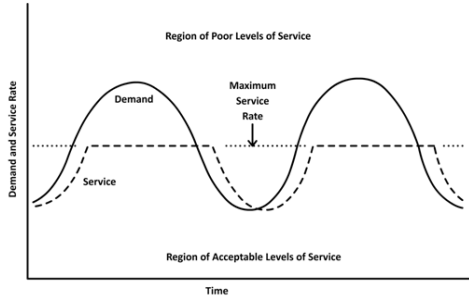 Region of Poor Levels of Service
Demand
Maximum
Service
Rate
Service
Demand and Service Rate
Region of Acceptable Levels of Service
Time